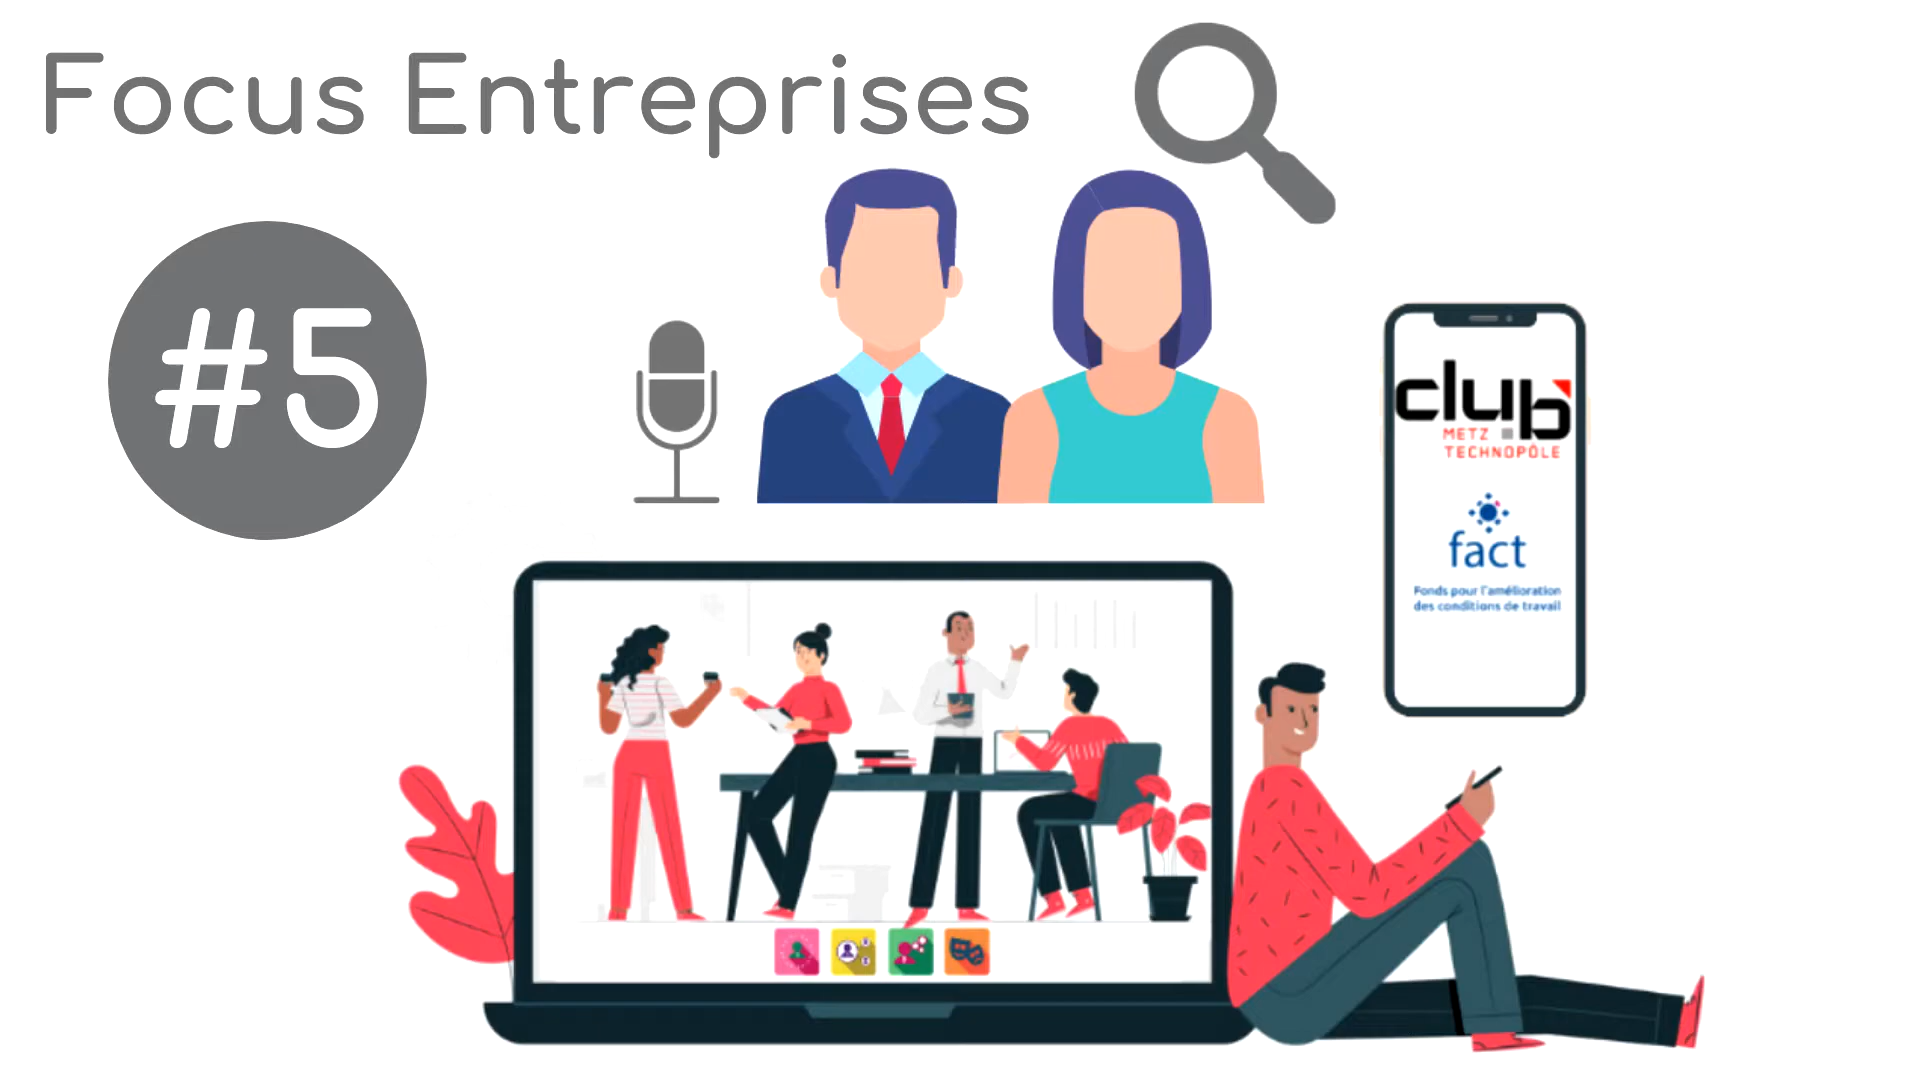 Focus Entreprises
#5
club
METZ
TECHNOPÔLE
fact
Fonds pour l'amélioration
des conditions de travail